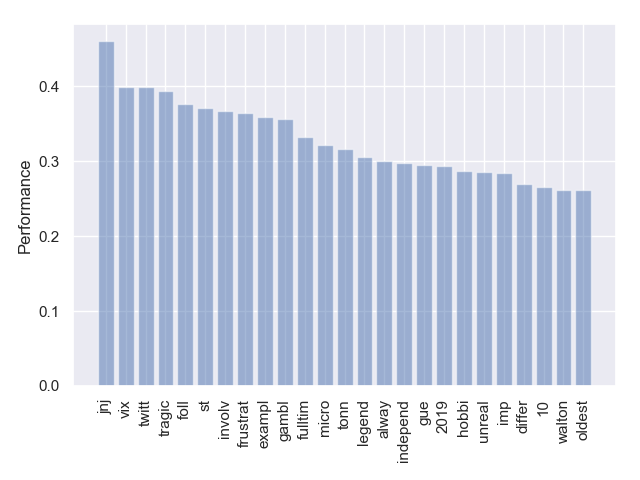 Performance
0.4
0.3
0.2
0.1
0.0
jnj
vix
twitt
tragic
foll
st
involv
frustrat
exampl
gambl
fulltim
micro
tonn
legend
alway
independ
gue
2019
hobbi
unreal
imp
differ
10
walton
oldest